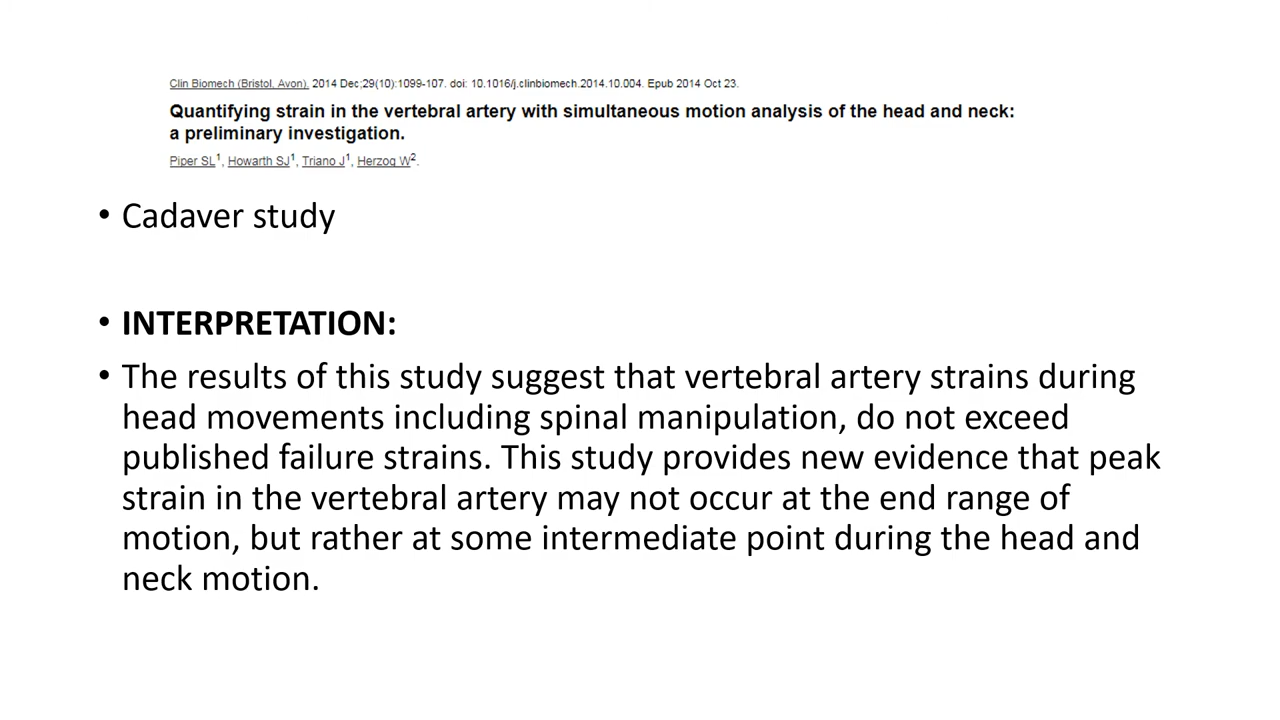 Clin Biomech (Bristol, Avon). 2014 Dec;29(10):1099-107. doi: 10.1016/j.clinbiomech.2014.10.004. Epub 2014 Oct 23.
Quantifying strain in the vertebral artery with simultaneous motion analysis of the head and neck:
a preliminary investigation.
Piper SL1, Howarth SJ1, Triano J1, Herzog W2.
• Cadaver study
• INTERPRETATION:
• The results of this study suggest that vertebral artery strains during
head movements including spinal manipulation, do not exceed
published failure strains. This study provides new evidence that peak
strain in the vertebral artery may not occur at the end range of
motion, but rather at some intermediate point during the head and
neck motion.